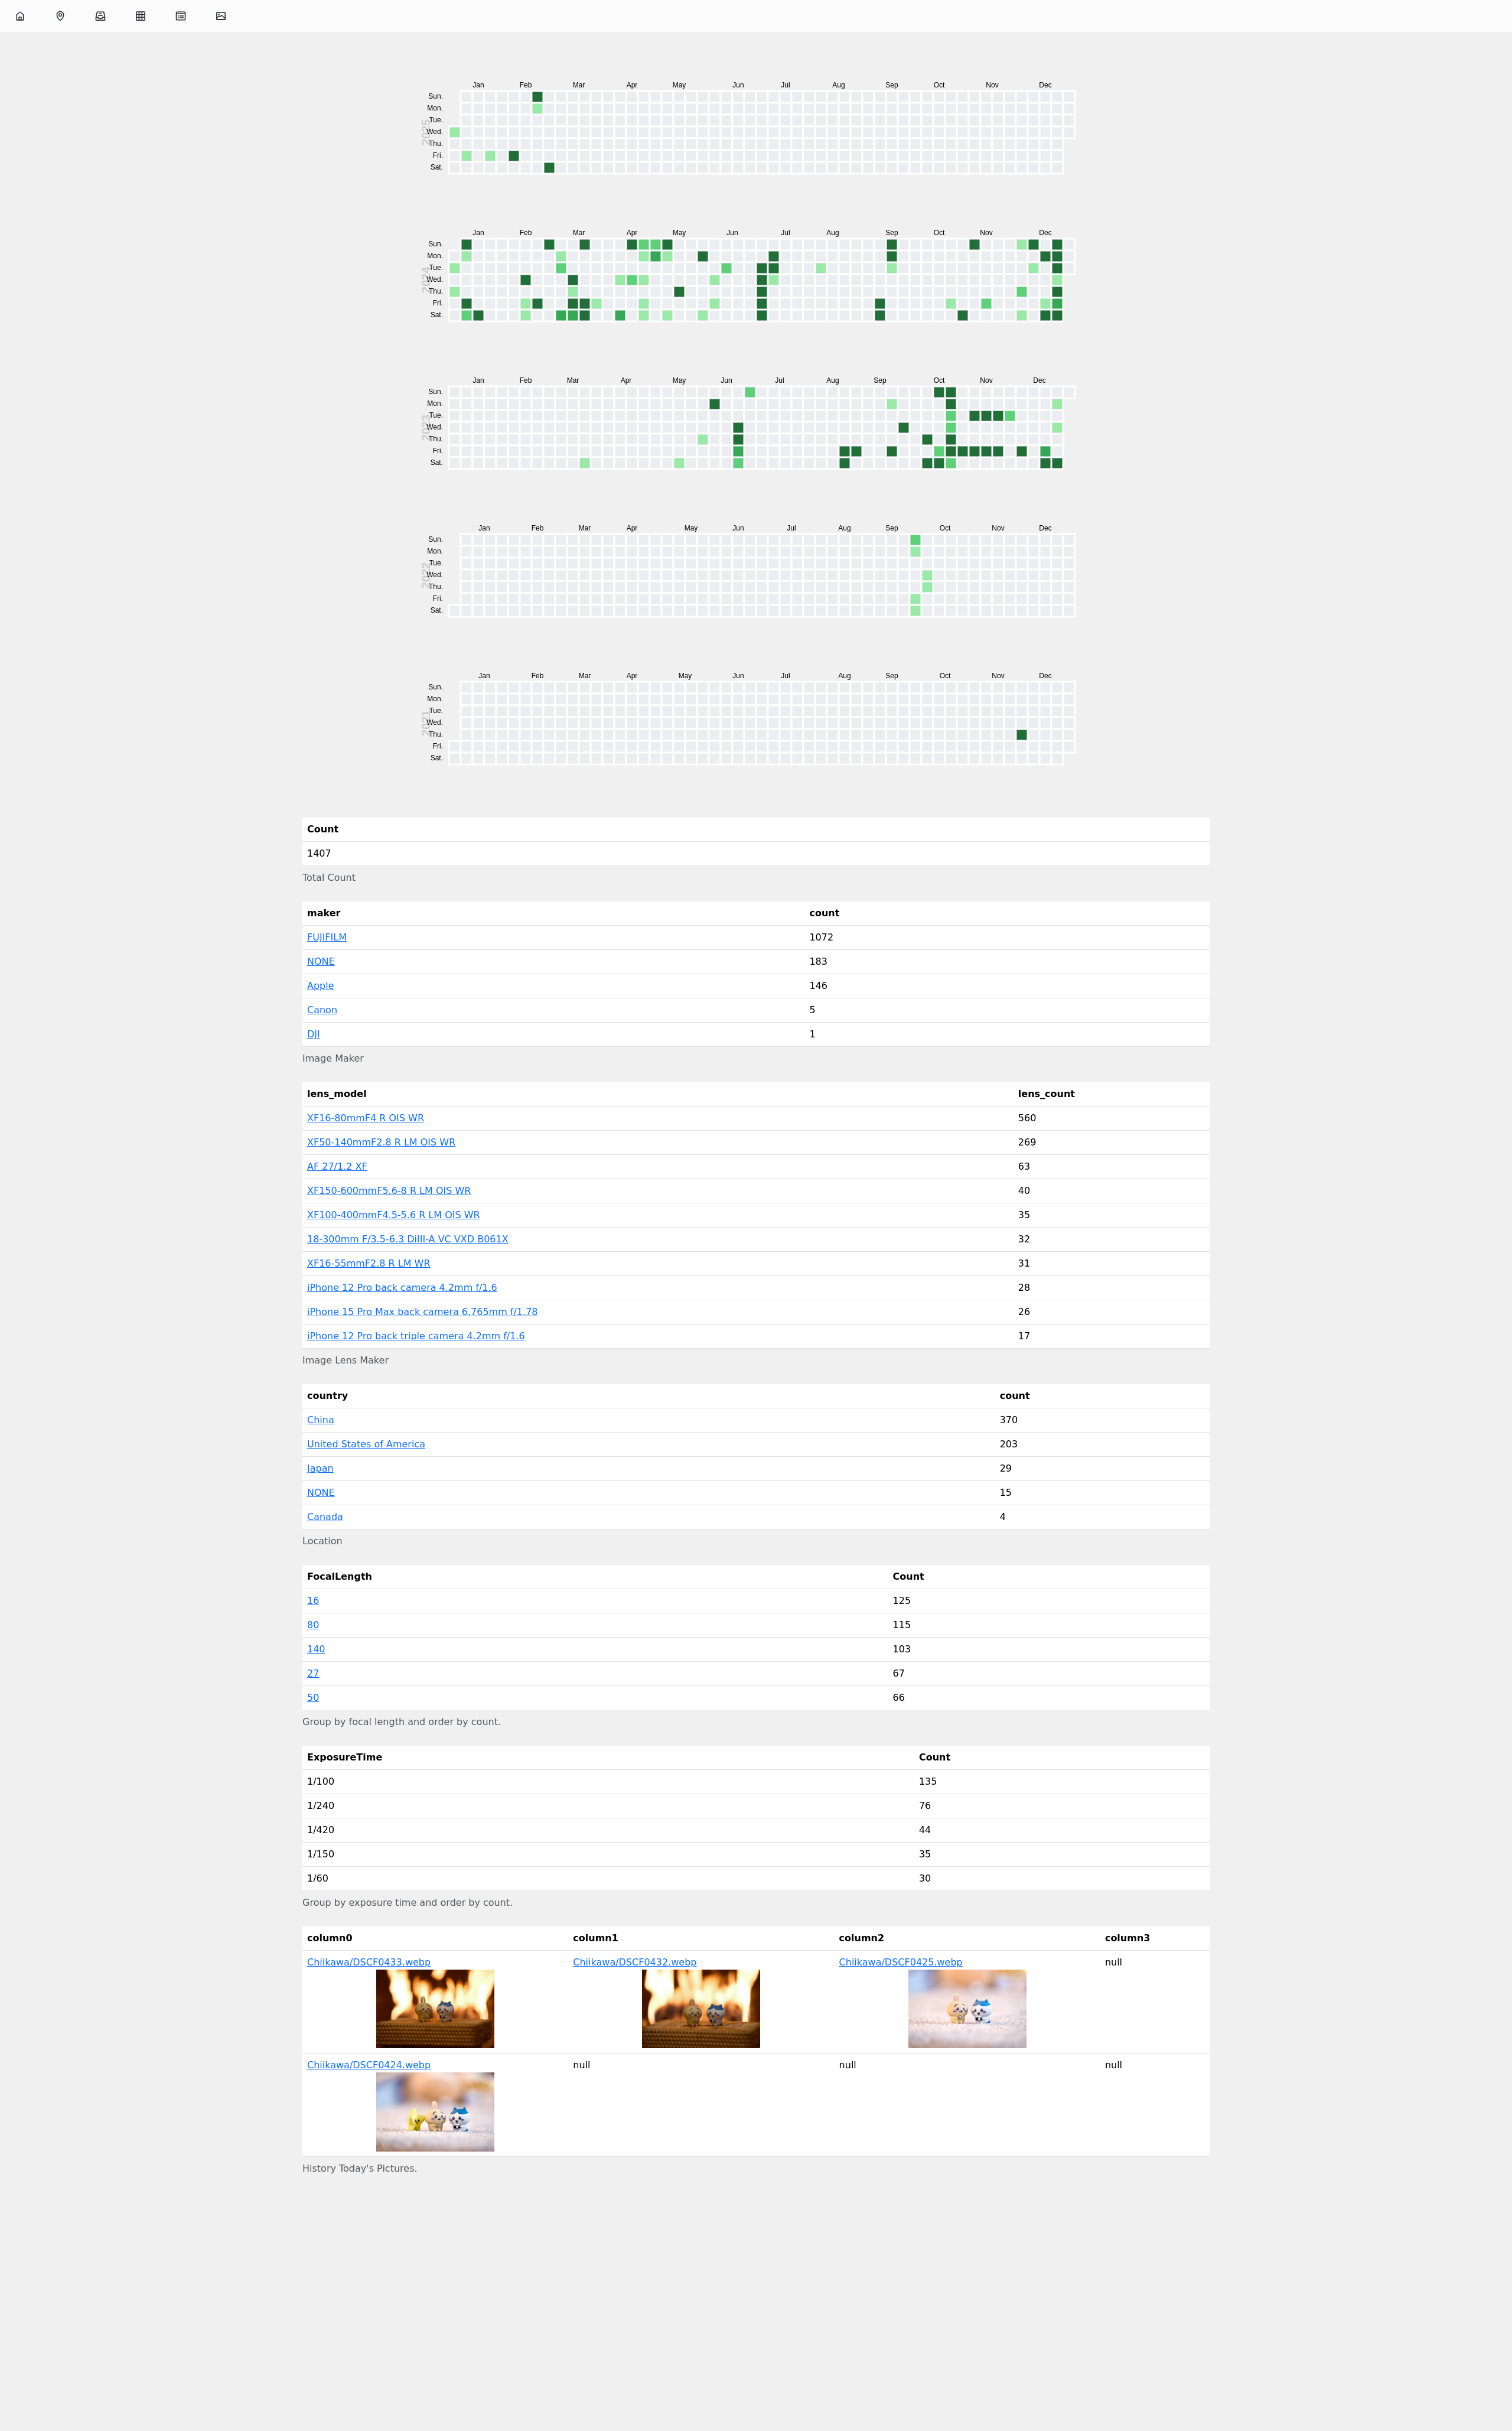 Jan Feb Mar Apr May Jun Jul Aug Sep Oct Nov Dec
Sun.
Mon.
Tue.
Wed.
Thu.
Fri.
Sat.
2025
Jan Feb Mar Apr May Jun Jul Aug Sep Oct Nov Dec
Sun.
Mon.
Tue.
Wed.
Thu.
Fri.
Sat.
2024
Jan Feb Mar Apr May Jun Jul Aug Sep Oct Nov Dec
Sun.
Mon.
Tue.
Wed.
Thu.
Fri.
Sat.
2023
Jan Feb Mar Apr May Jun Jul Aug Sep Oct Nov Dec
Sun.
Mon.
Tue.
Wed.
Thu.
Fri.
Sat.
2022
Jan Feb Mar Apr May Jun Jul Aug Sep Oct Nov Dec
Sun.
Mon.
Tue.
Wed.
Thu.
Fri.
Sat.
2021
Count
1407
Total Count
maker count
FUJIFILM 1072
NONE 183
Apple 146
Canon 5
DJI 1
Image Maker
lens_model lens_count
XF16-80mmF4 R OIS WR 560
XF50-140mmF2.8 R LM OIS WR 269
AF 27/1.2 XF 63
XF150-600mmF5.6-8 R LM OIS WR 40
XF100-400mmF4.5-5.6 R LM OIS WR 35
18-300mm F/3.5-6.3 DiIII-A VC VXD B061X 32
XF16-55mmF2.8 R LM WR 31
iPhone 12 Pro back camera 4.2mm f/1.6 28
iPhone 15 Pro Max back camera 6.765mm f/1.78 26
iPhone 12 Pro back triple camera 4.2mm f/1.6 17
Image Lens Maker
country count
China 370
United States of America 203
Japan 29
NONE 15
Canada 4
Location
FocalLength Count
16 125
80 115
140 103
27 67
50 66
Group by focal length and order by count.
ExposureTime Count
1/100 135
1/240 76
1/420 44
1/150 35
1/60 30
Group by exposure time and order by count.
column0 column1 column2 column3
Chiikawa/DSCF0433.webp Chiikawa/DSCF0432.webp Chiikawa/DSCF0425.webp null
Chiikawa/DSCF0424.webp null null null
History Today's Pictures.